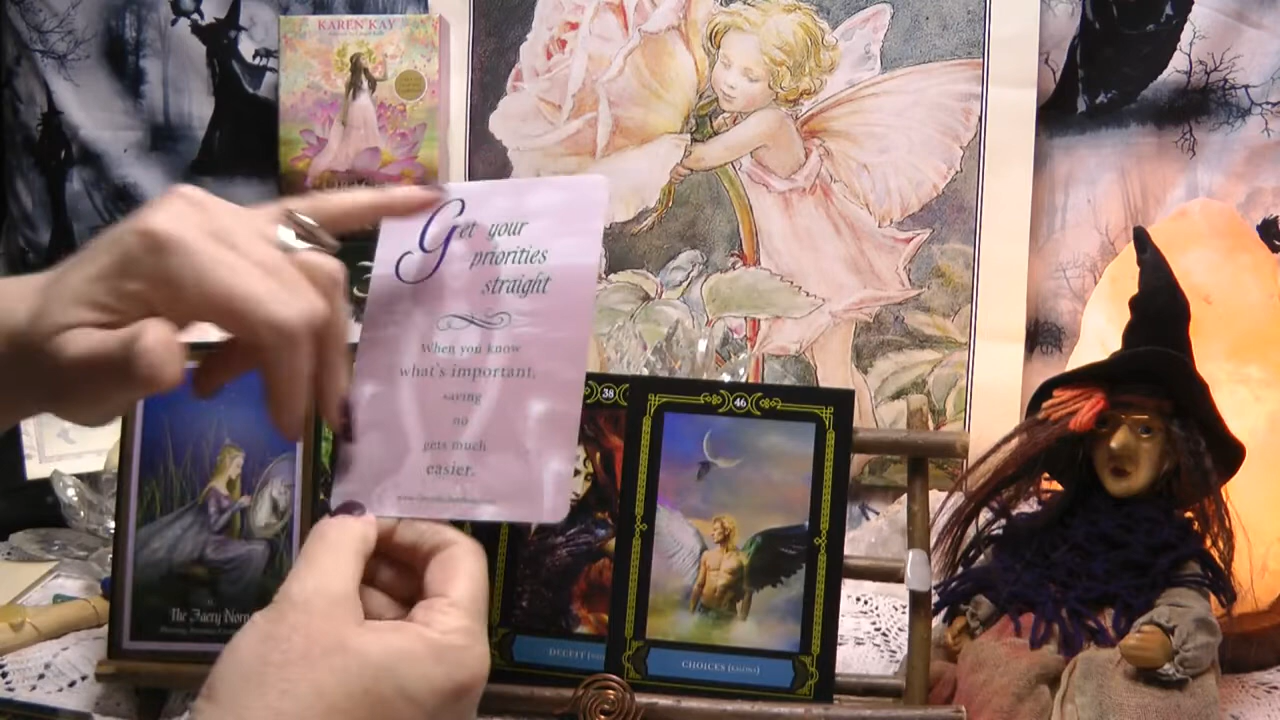 KAREN KAY
Get your
priorities
straight
When you know
what's important,
saying
no
gets much
easier.
38
46
The Faery Norn
DECEIT
CHOICES